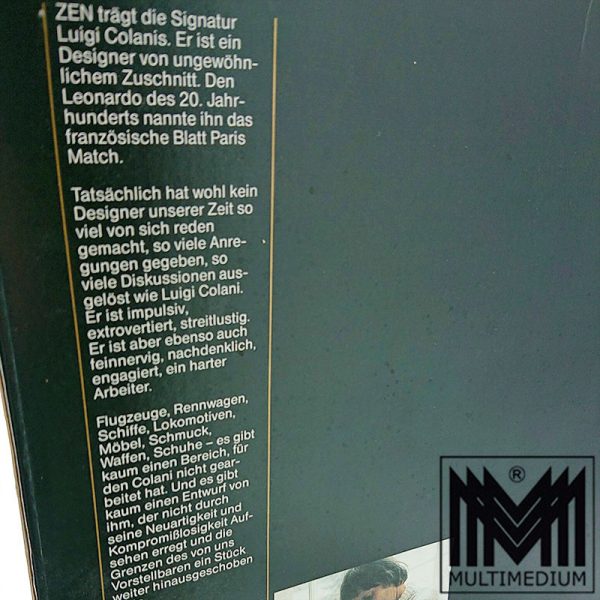 ZEN trägt die Signatur
Luigi Colanis. Er ist ein
Designer von ungewöhn-
lichem Zuschnitt. Den
Leonardo des 20. Jahr-
hunderts nannte ihn das
französische Blatt Paris
Match.
Tatsächlich hat wohl kein
Designer unserer Zeit so
viel von sich reden
gemacht, so viele Anre-
gungen gegeben, so
viele Diskussionen aus-
gelöst wie Luigi Colani.
Er ist impulsiv,
extrovertiert, streitlustig.
Er ist aber ebenso auch
feinnervig, nachdenklich,
engagiert, ein harter
Arbeiter.
Flugzeuge, Rennwagen,
Schiffe, Lokomotiven,
Möbel, Schmuck,
Waffen, Schuhe – es gibt
kaum einen Bereich, für
den Colani nicht gear-
beitet hat. Und es gibt
kaum einen Entwurf von
ihm, der nicht durch
seine Neuartigkeit und
Kompromißlosigkeit Auf-
sehen erregt und die
Grenzen des von uns
Vorstellbaren ein Stück
weiter hinausgeschoben
®
MULTIMEDIUM